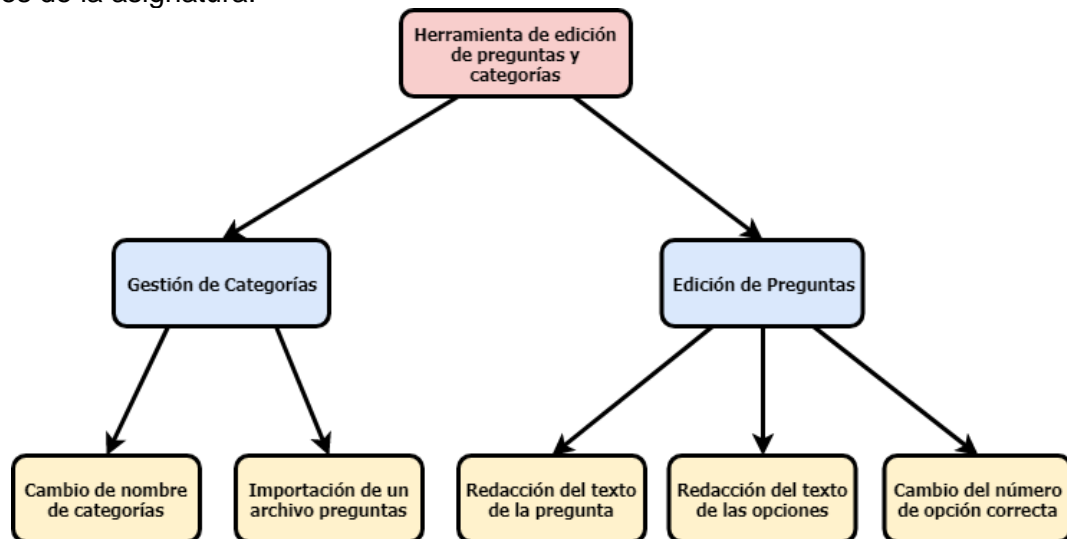 de la asignatura.
Herramienta de edición
de preguntas y
categorías
Gestión de Categorías
Edición de Preguntas
Cambio de nombre
de categorías
Importación de un
archivo preguntas
Redacción del texto
de la pregunta
Redacción del texto
de las opciones
Cambio del número
de opción correcta